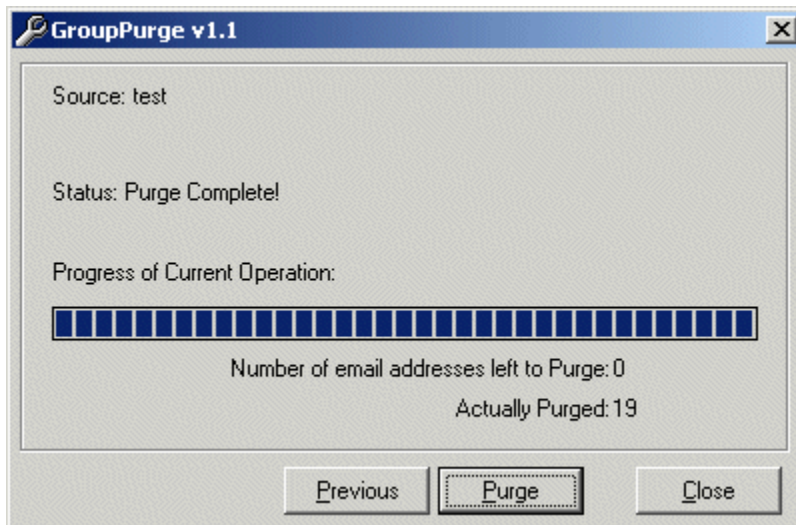 GroupPurge v1.1
Source: test
Status: Purge Complete!
Progress of Current Operation:
Number of email addresses left to Purge: 0
Actually Purged: 19
Previous Purge Close